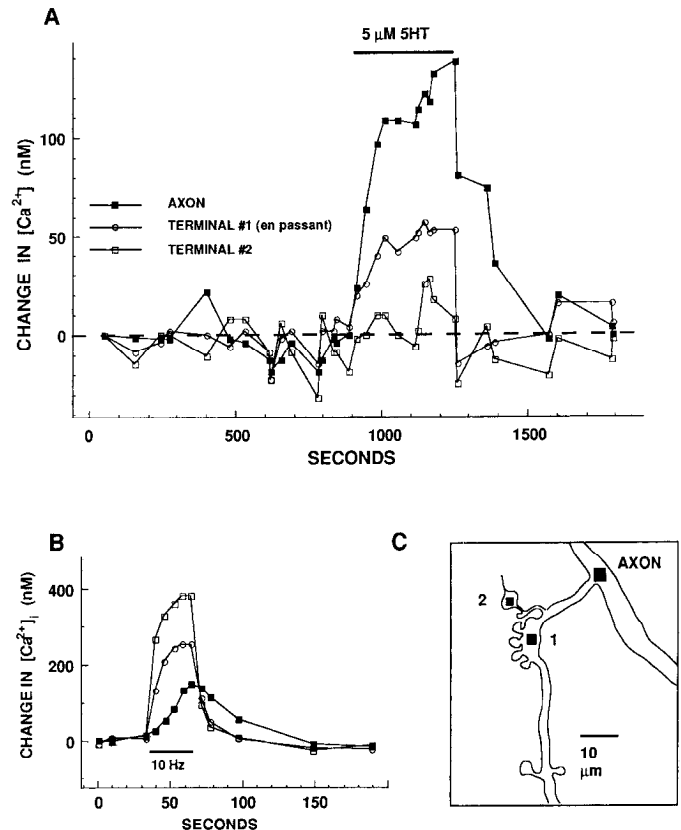 A
5 μM 5HT
CHANGE IN [Ca²⁺] (nM)
100
50
0
AXON
TERMINAL #1 (en passant)
TERMINAL #2
0 500 1000 1500
SECONDS
B
CHANGE IN [Ca²⁺]ᵢ (nM)
400
200
0
10 Hz
0 50 100 150
SECONDS
C
AXON
2
1
10
μm